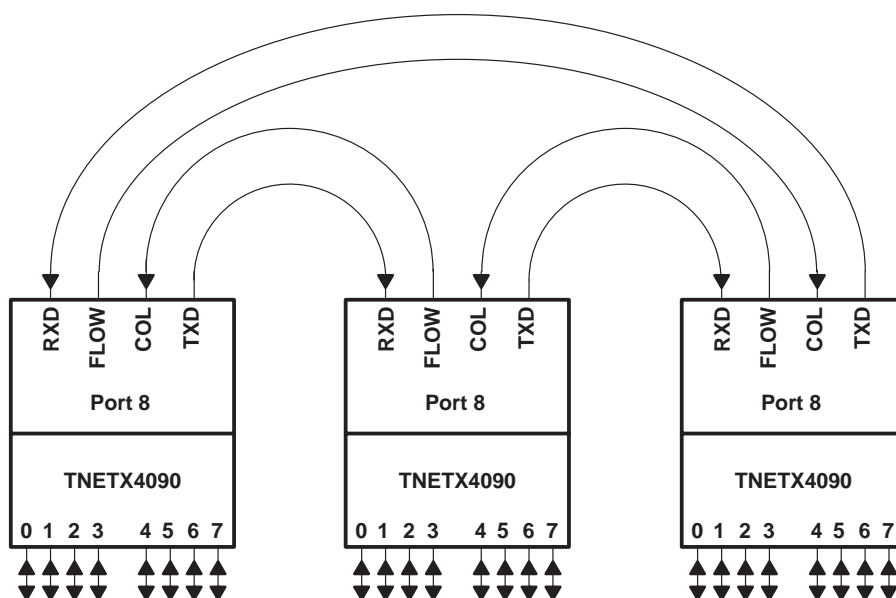 RXD FLOW COL TXD RXD FLOW COL TXD RXD FLOW COL TXD
Port 8 Port 8 Port 8
TNETX4090 TNETX4090 TNETX4090
0 1 2 3 4 5 6 7 0 1 2 3 4 5 6 7 0 1 2 3 4 5 6 7